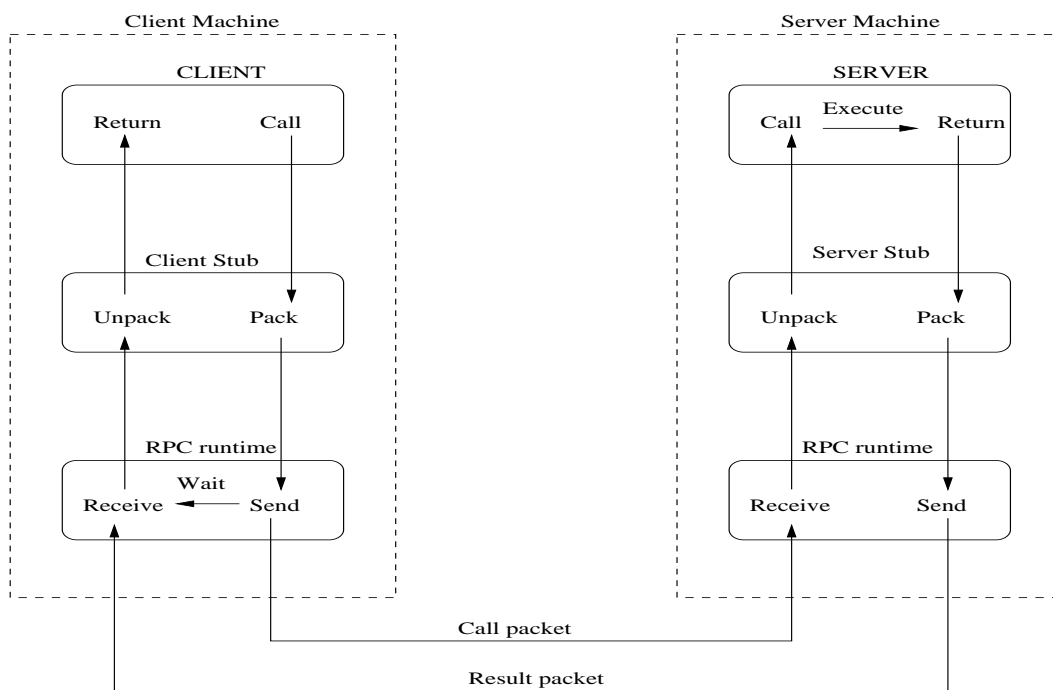 Client Machine
Server Machine
CLIENT
SERVER
Return
Call
Call
Execute
Return
Client Stub
Server Stub
Unpack
Pack
Unpack
Pack
RPC runtime
RPC runtime
Receive
Wait
Send
Receive
Send
Call packet
Result packet